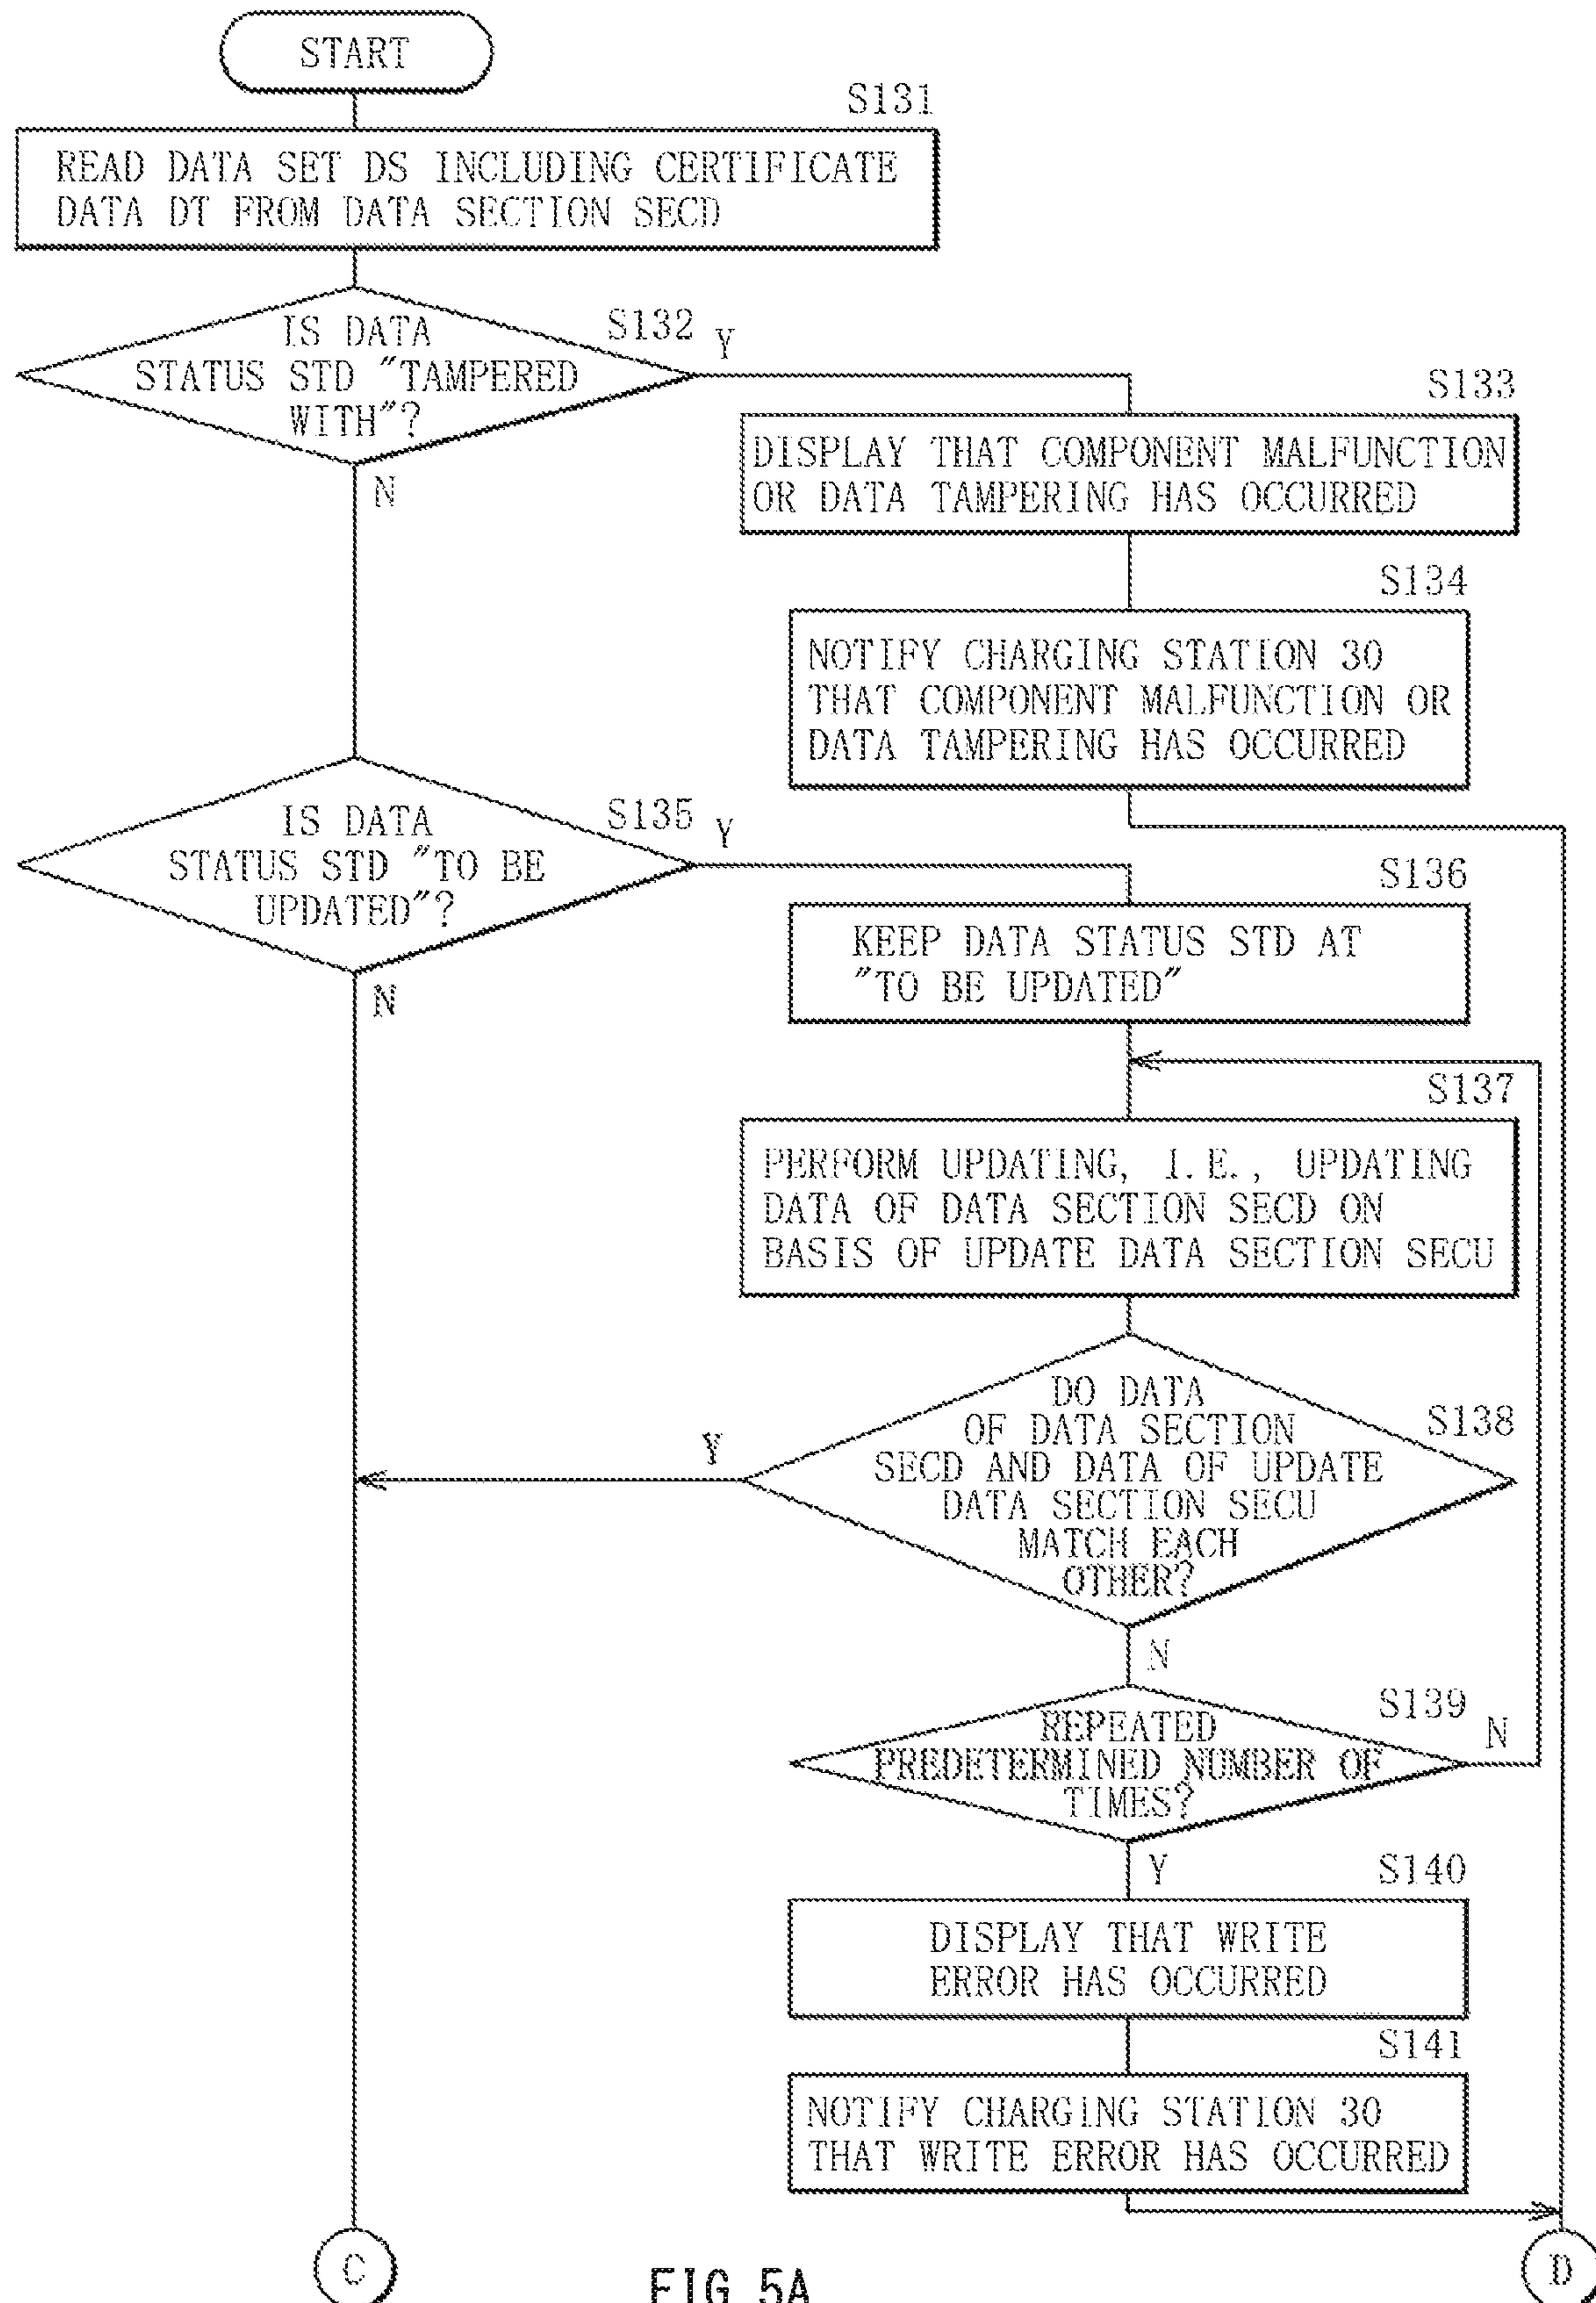 START
S131
READ DATA SET DS INCLUDING CERTIFICATE
DATA DT FROM DATA SECTION SECD
IS DATA
STATUS STD "TAMPERED
WITH"?
S132
Y
N
S133
DISPLAY THAT COMPONENT MALFUNCTION
OR DATA TAMPERING HAS OCCURRED
S134
NOTIFY CHARGING STATION 30
THAT COMPONENT MALFUNCTION OR
DATA TAMPERING HAS OCCURRED
IS DATA
STATUS STD "TO BE
UPDATED"?
S135
Y
N
S136
KEEP DATA STATUS STD AT
"TO BE UPDATED"
S137
PERFORM UPDATING, I.E., UPDATING
DATA OF DATA SECTION SECD ON
BASIS OF UPDATE DATA SECTION SECU
DO DATA
OF DATA SECTION
SECD AND DATA OF UPDATE
DATA SECTION SECU
MATCH EACH
OTHER?
S138
Y
N
REPEATED
PREDETERMINED NUMBER OF
TIMES?
S139
N
Y
S140
DISPLAY THAT WRITE
ERROR HAS OCCURRED
S141
NOTIFY CHARGING STATION 30
THAT WRITE ERROR HAS OCCURRED
C
D
FIG. 5A